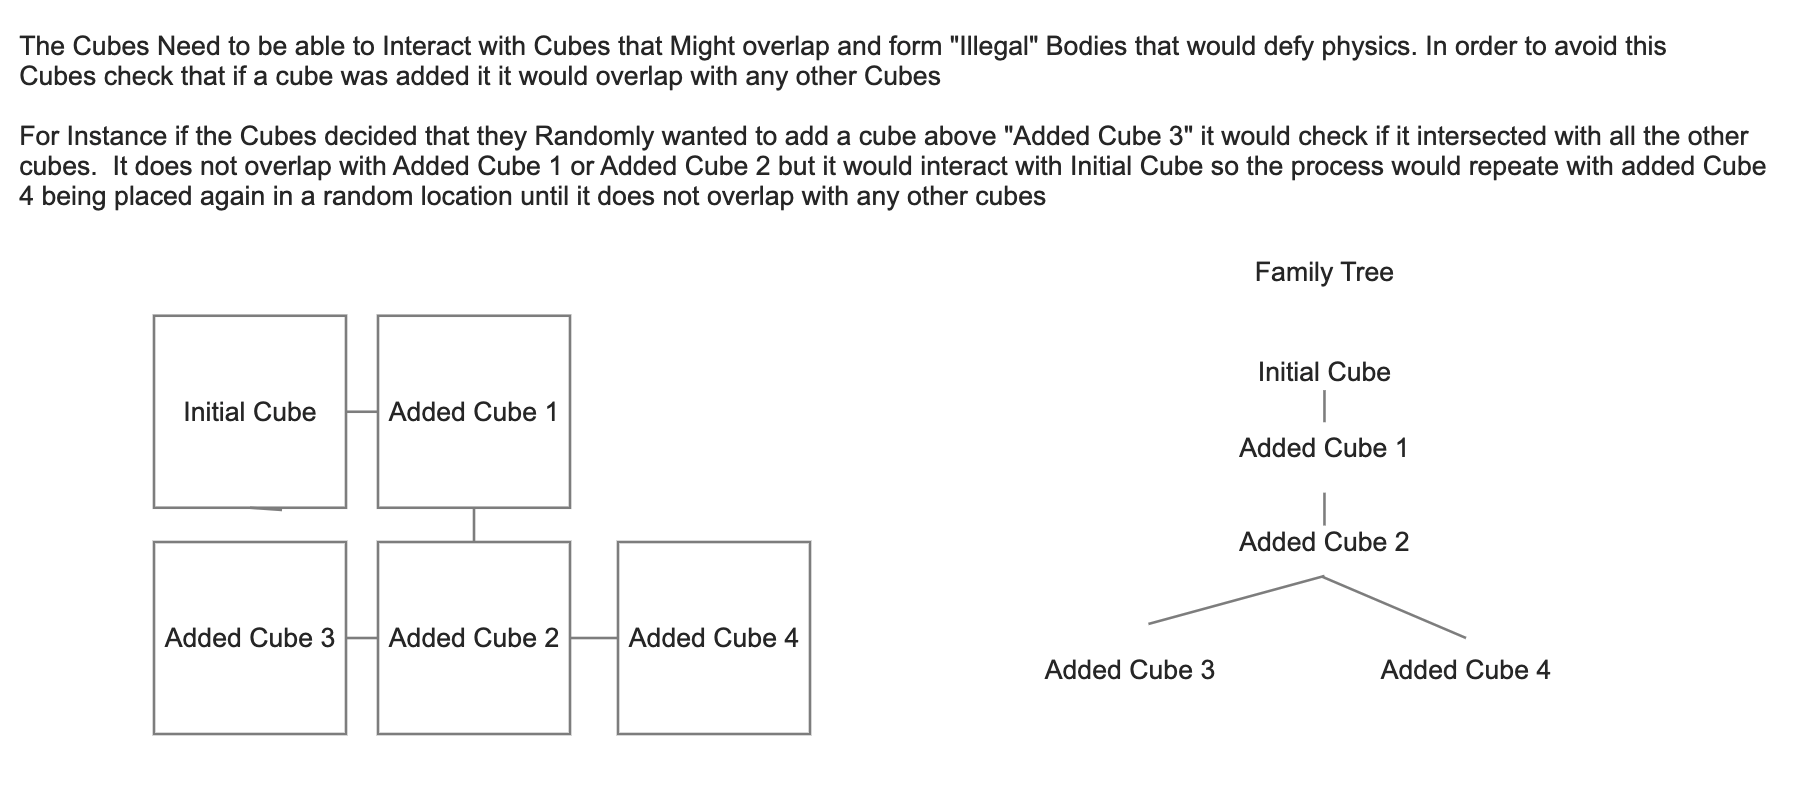 The Cubes Need to be able to Interact with Cubes that Might overlap and form "Illegal" Bodies that would defy physics. In order to avoid this
Cubes check that if a cube was added it it would overlap with any other Cubes
For Instance if the Cubes decided that they Randomly wanted to add a cube above "Added Cube 3" it would check if it intersected with all the other
cubes.  It does not overlap with Added Cube 1 or Added Cube 2 but it would interact with Initial Cube so the process would repeate with added Cube
4 being placed again in a random location until it does not overlap with any other cubes
Initial Cube
Added Cube 1
Added Cube 3
Added Cube 2
Added Cube 4
Family Tree
Initial Cube
Added Cube 1
Added Cube 2
Added Cube 3
Added Cube 4